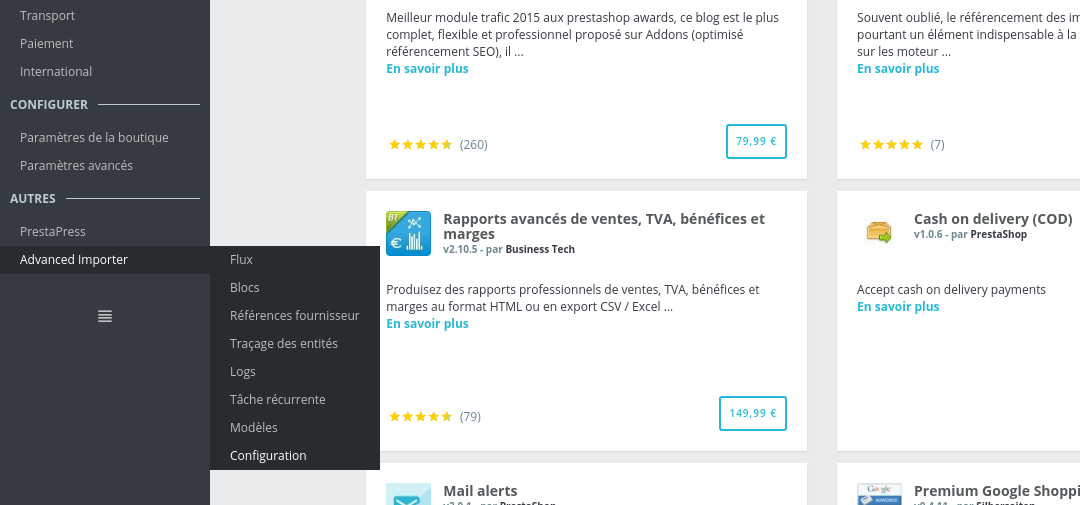 Transport
Paiement
International
CONFIGURER
Paramètres de la boutique
Paramètres avancés
AUTRES
PrestaPress
Advanced Importer
Flux
Blocs
Références fournisseur
Traçage des entités
Logs
Tâche récurrente
Modèles
Configuration
Meilleur module trafic 2015 aux prestashop awards, ce blog est le plus
complet, flexible et professionnel proposé sur Addons (optimisé
référencement SEO), il ...
En savoir plus
(260)
79,99 €
Souvent oublié, le référencement des im
pourtant un élément indispensable à la
sur les moteur ...
En savoir plus
(7)
BT
Rapports avancés de ventes, TVA, bénéfices et
marges
v2.10.5 - par Business Tech
Produisez des rapports professionnels de ventes, TVA, bénéfices et
marges au format HTML ou en export CSV / Excel ...
En savoir plus
(79)
149,99 €
Cash on delivery (COD)
v1.0.6 - par PrestaShop
Accept cash on delivery payments
En savoir plus
Mail alerts
Google
ADWORDS
Premium Google Shoppi